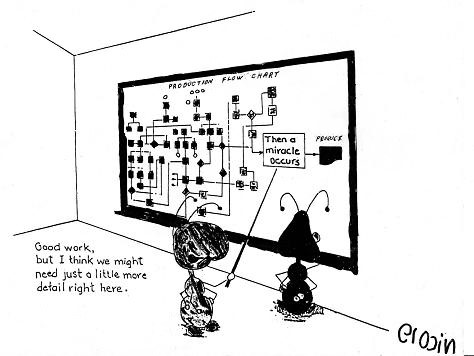 PRODUCTION FLOW CHART
Then a
miracle
occurs
PRODUCT
Good work,
but I think we might
need just a little more
detail right here.